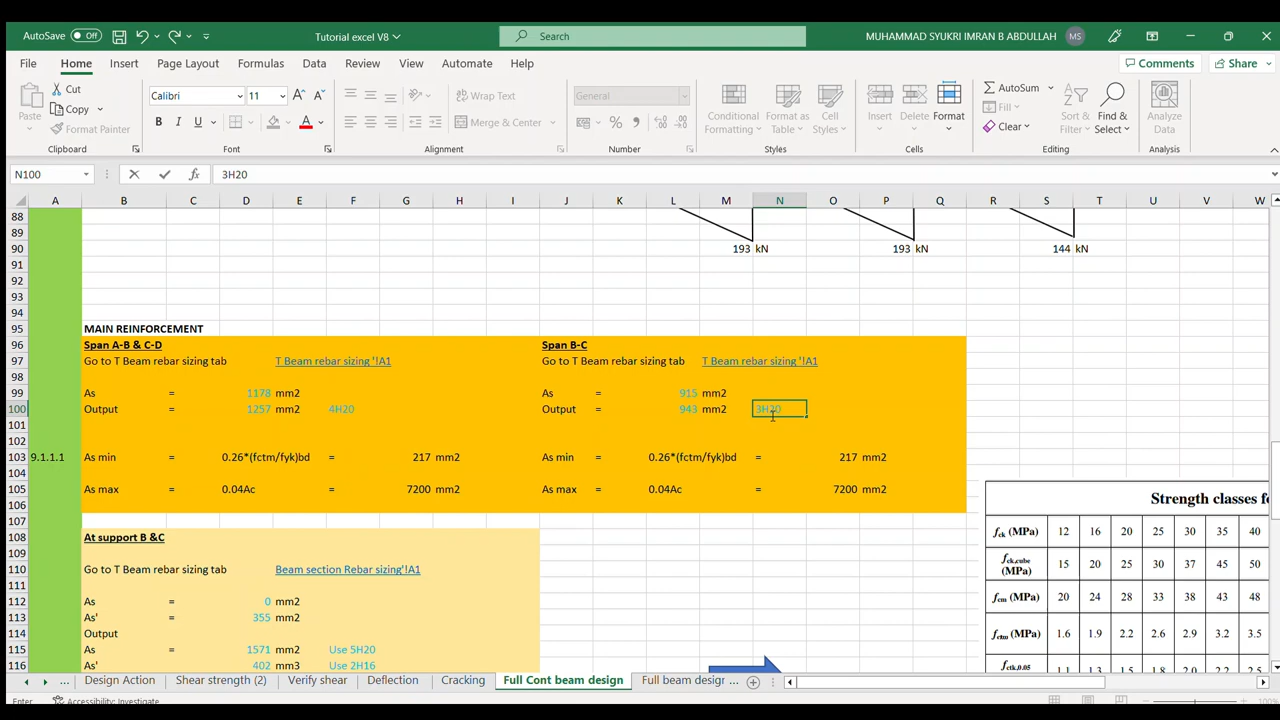 AutoSave Off Tutorial excel V8 Search MUHAMMAD SYUKRI IMRAN B ABDULLAH MS
File Home Insert Page Layout Formulas Data Review View Automate Help Comments Share
Paste Cut Copy Format Painter
Calibri 11 A A
B I U A
Wrap Text
Merge & Center
General
Conditional Formatting Format Table Styles
Insert Delete Format
AutoSum Fill Clear
Sort Filter Find & Select
Analyze Data
Clipboard Font Alignment Number Styles Cells Editing Analysis
N100 fx 3H20
A B C D E F G H I J K L M N O P Q R S T U V W
88
89
90 193 kN 193 kN 144 kN
91
92
93
94
95 MAIN REINFORCEMENT
96 Span A-B & C-D Span B-C
97 Go to T Beam rebar sizing tab T Beam rebar sizing '!A1 Go to T Beam rebar sizing tab T Beam rebar sizing '!A1
98
99 As = 1178 mm2 As = 915 mm2
100 Output = 1257 mm2 4H20 Output = 943 mm2 3H20
101
102
103 9.1.1.1 As min = 0.26*(fctm/fyk)bd = 217 mm2 As min = 0.26*(fctm/fyk)bd = 217 mm2
104
105 As max = 0.04Ac = 7200 mm2 As max = 0.04Ac = 7200 mm2
106
107
108 At support B &C
109
110 Go to T Beam rebar sizing tab Beam section Rebar sizing'!A1
111
112 As = 0 mm2
113 As' = 355 mm2
114 Output
115 As = 1571 mm2 Use 5H20
116 As' = 402 mm3 Use 2H16
Strength classes fo
fck (MPa) 12 16 20 25 30 35 40
fck,cube (MPa) 15 20 25 30 37 45 50
fcm (MPa) 20 24 28 33 38 43 48
fctm (MPa) 1.6 1.9 2.2 2.6 2.9 3.2 3.5
fctk,0.05 1.1 1.3 1.5 1.8 2.0 2.2 2.5
... Design Action Shear strength (2) Verify shear Deflection Cracking Full Cont beam design Full beam design ...
Enter Accessibility: Investigate 100%